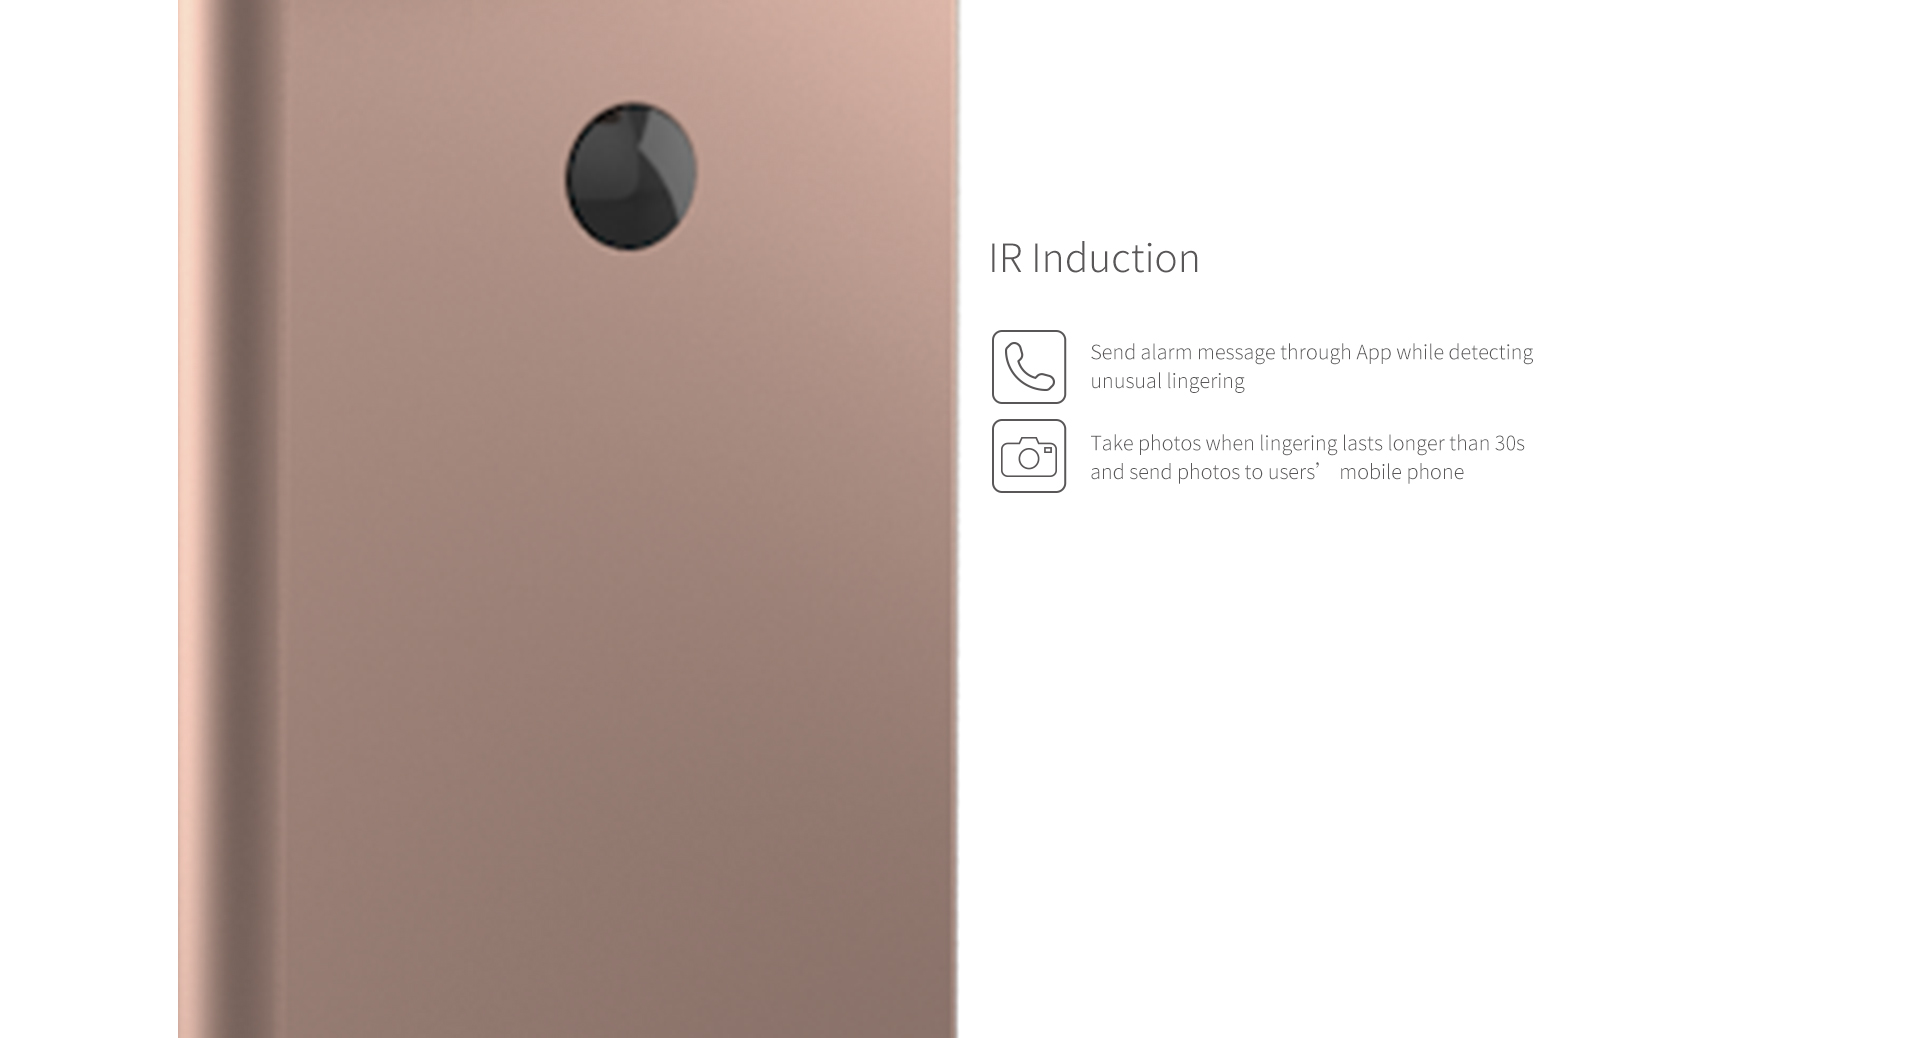 IR Induction
Send alarm message through App while detecting
unusual lingering
Take photos when lingering lasts longer than 30s
and send photos to users’ mobile phone